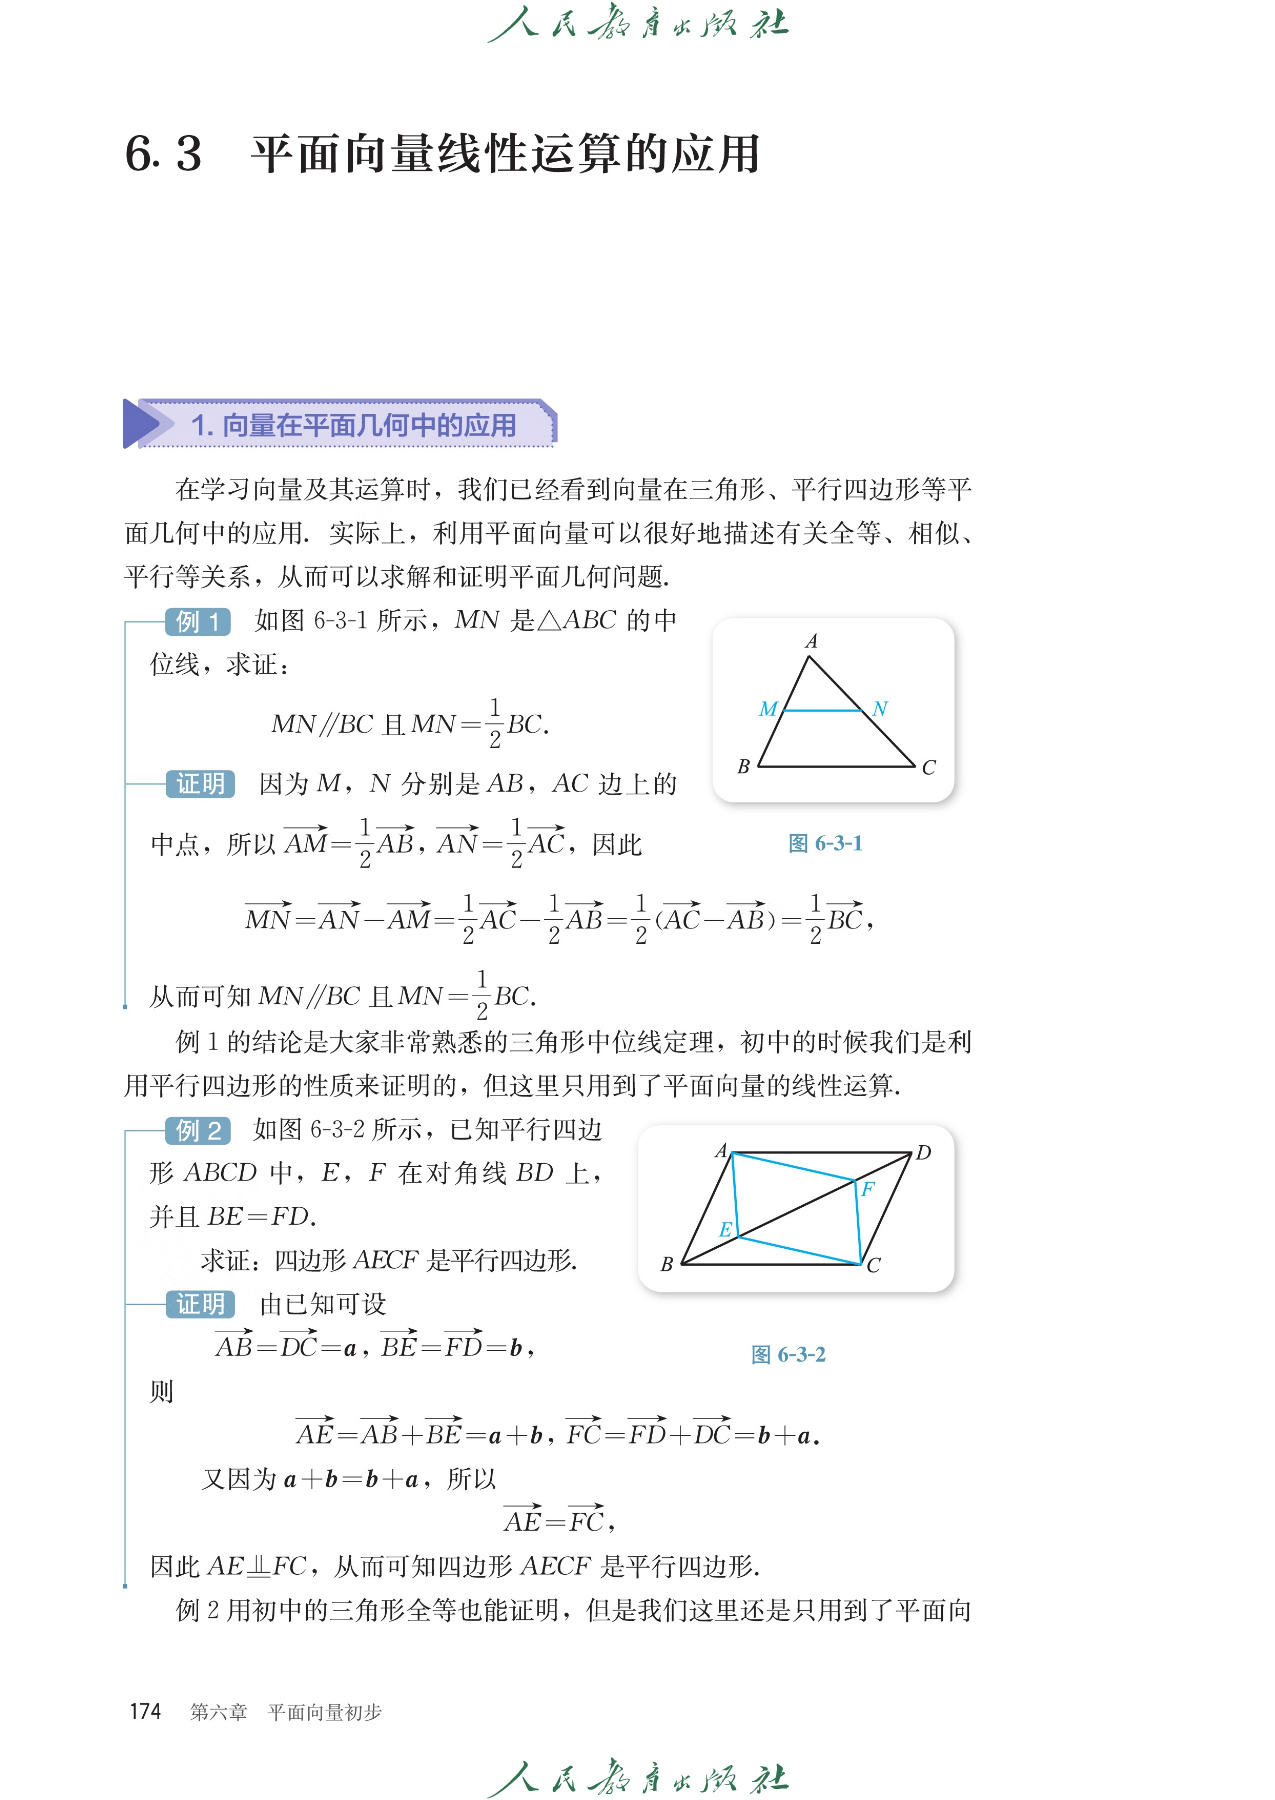 人民教育出版社
6.3 平面向量线性运算的应用
1. 向量在平面几何中的应用
在学习向量及其运算时，我们已经看到向量在三角形、平行四边形等平
面几何中的应用．实际上，利用平面向量可以很好地描述有关全等、相似、
平行等关系，从而可以求解和证明平面几何问题．
例 1 如图 6-3-1 所示，MN 是△ABC 的中
位线，求证：
MN∥BC 且 MN=1/2 BC．
证明 因为 M，N 分别是 AB，AC 边上的
中点，所以 $\overrightarrow{AM}=\frac{1}{2}\overrightarrow{AB}$，$\overrightarrow{AN}=\frac{1}{2}\overrightarrow{AC}$，因此
$\overrightarrow{MN}=\overrightarrow{AN}-\overrightarrow{AM}=\frac{1}{2}\overrightarrow{AC}-\frac{1}{2}\overrightarrow{AB}=\frac{1}{2}(\overrightarrow{AC}-\overrightarrow{AB})=\frac{1}{2}\overrightarrow{BC}$，
从而可知 MN∥BC 且 MN=1/2 BC．
A
M
N
B
C
图 6-3-1
例 1 的结论是大家非常熟悉的三角形中位线定理，初中的时候我们是利
用平行四边形的性质来证明的，但这里只用到了平面向量的线性运算．
例 2 如图 6-3-2 所示，已知平行四边
形 ABCD 中，E，F 在对角线 BD 上，
并且 BE=FD．
求证：四边形 AECF 是平行四边形．
A
D
F
E
B
C
图 6-3-2
证明 由已知可设
$\overrightarrow{AB}=\overrightarrow{DC}=a$，$\overrightarrow{BE}=\overrightarrow{FD}=b$，
则
$\overrightarrow{AE}=\overrightarrow{AB}+\overrightarrow{BE}=a+b$，$\overrightarrow{FC}=\overrightarrow{FD}+\overrightarrow{DC}=b+a$．
又因为 a+b=b+a，所以
$\overrightarrow{AE}=\overrightarrow{FC}$，
因此 AE⫫FC，从而可知四边形 AECF 是平行四边形．
例 2 用初中的三角形全等也能证明，但是我们这里还是只用到了平面向
174 第六章 平面向量初步
人民教育出版社